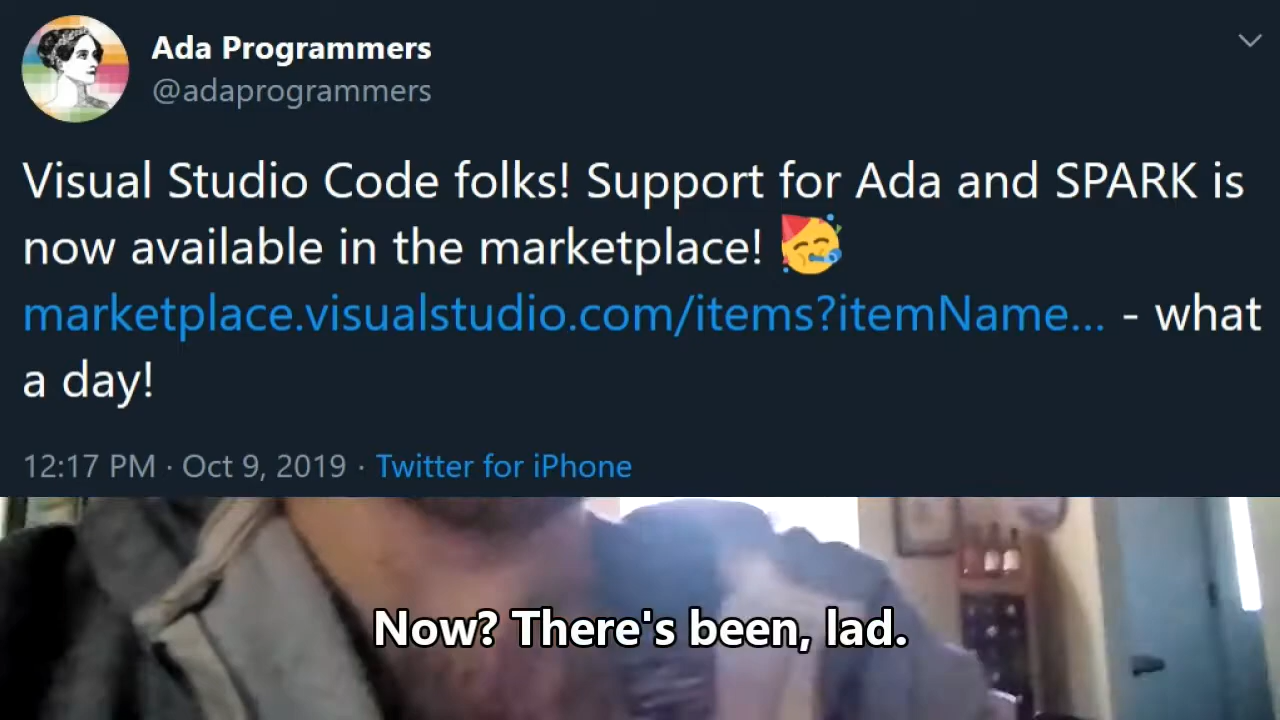 Ada Programmers
@adaprogrammers
Visual Studio Code folks! Support for Ada and SPARK is
now available in the marketplace! 🥳
marketplace.visualstudio.com/items?itemName... - what
a day!
12:17 PM · Oct 9, 2019 · Twitter for iPhone
Now? There's been, lad.